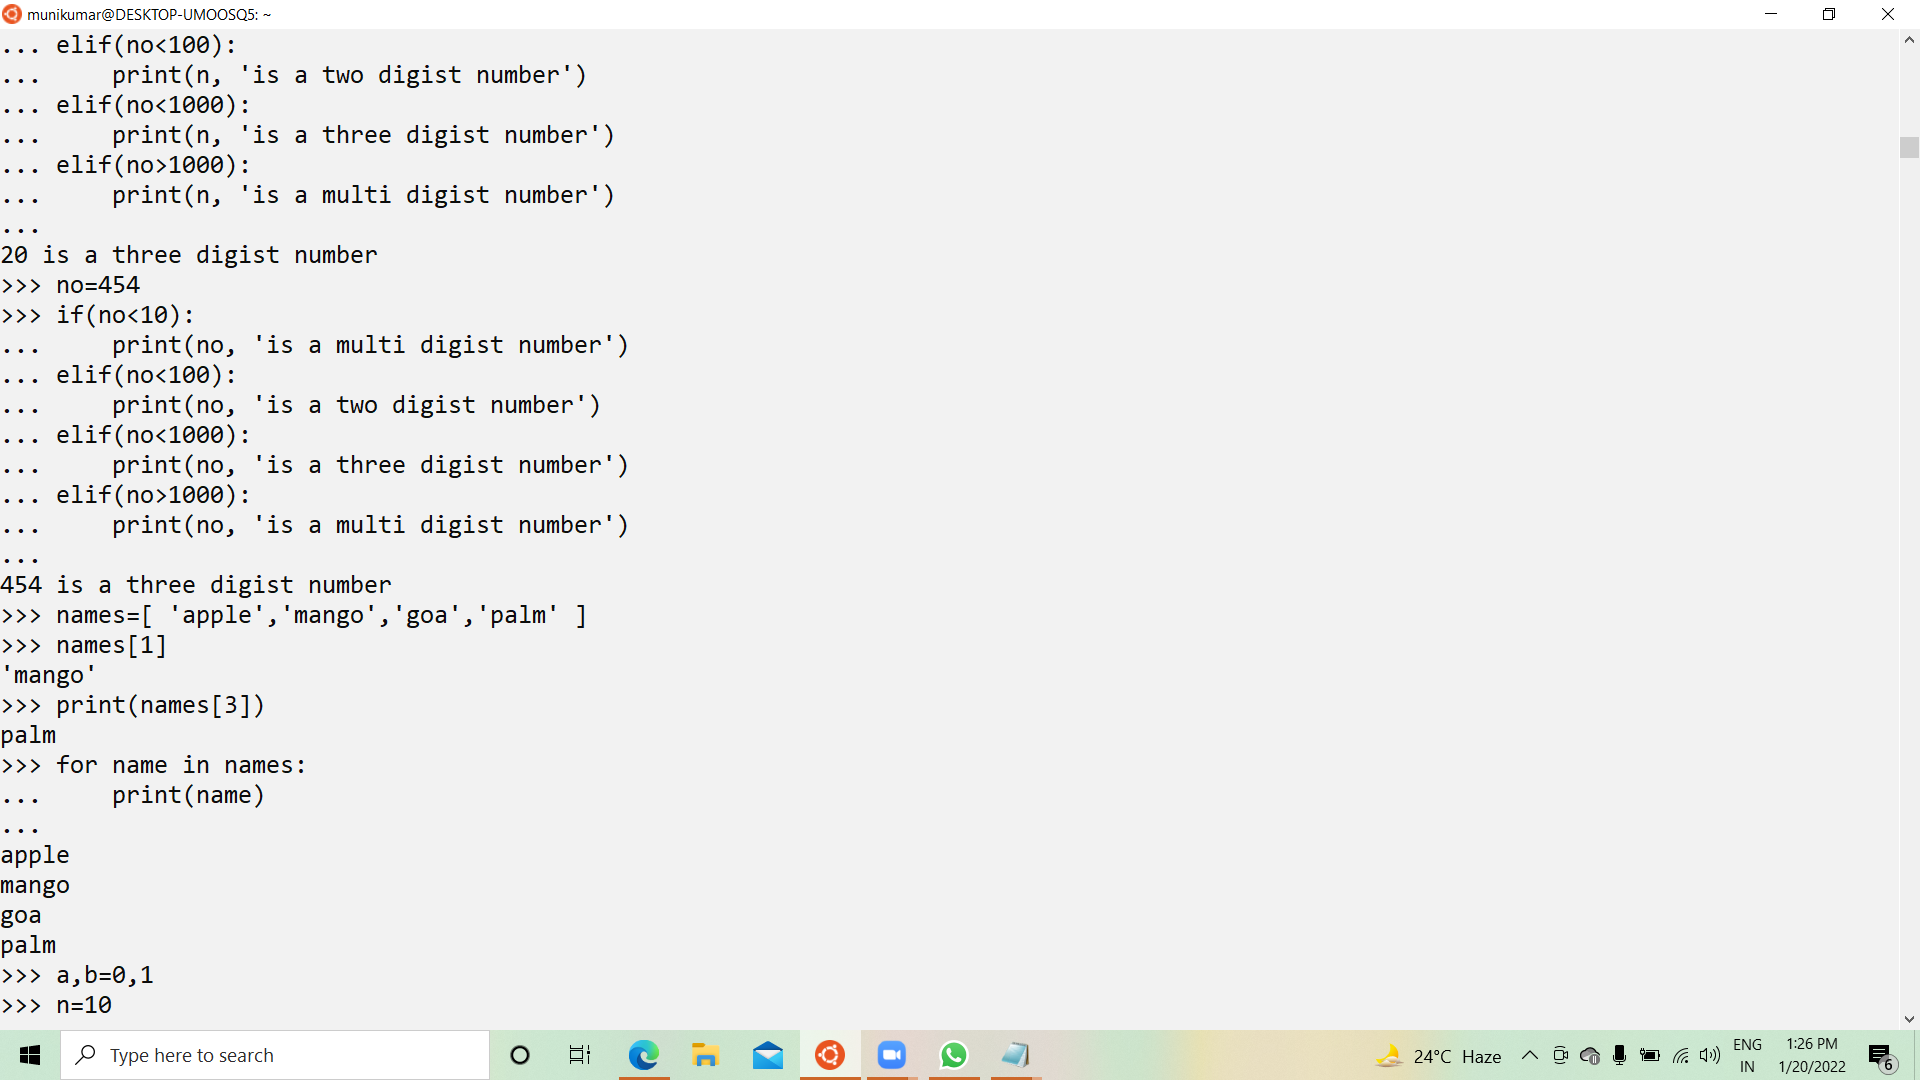 munikumar@DESKTOP-UMOOSQ5: ~
... elif(no<100):
...     print(n, 'is a two digist number')
... elif(no<1000):
...     print(n, 'is a three digist number')
... elif(no>1000):
...     print(n, 'is a multi digist number')
...
20 is a three digist number
>>> no=454
>>> if(no<10):
...     print(no, 'is a multi digist number')
... elif(no<100):
...     print(no, 'is a two digist number')
... elif(no<1000):
...     print(no, 'is a three digist number')
... elif(no>1000):
...     print(no, 'is a multi digist number')
...
454 is a three digist number
>>> names=[ 'apple','mango','goa','palm' ]
>>> names[1]
'mango'
>>> print(names[3])
palm
>>> for name in names:
...     print(name)
...
apple
mango
goa
palm
>>> a,b=0,1
>>> n=10
Type here to search
24°C Haze
ENG
IN
1:26 PM
1/20/2022
6